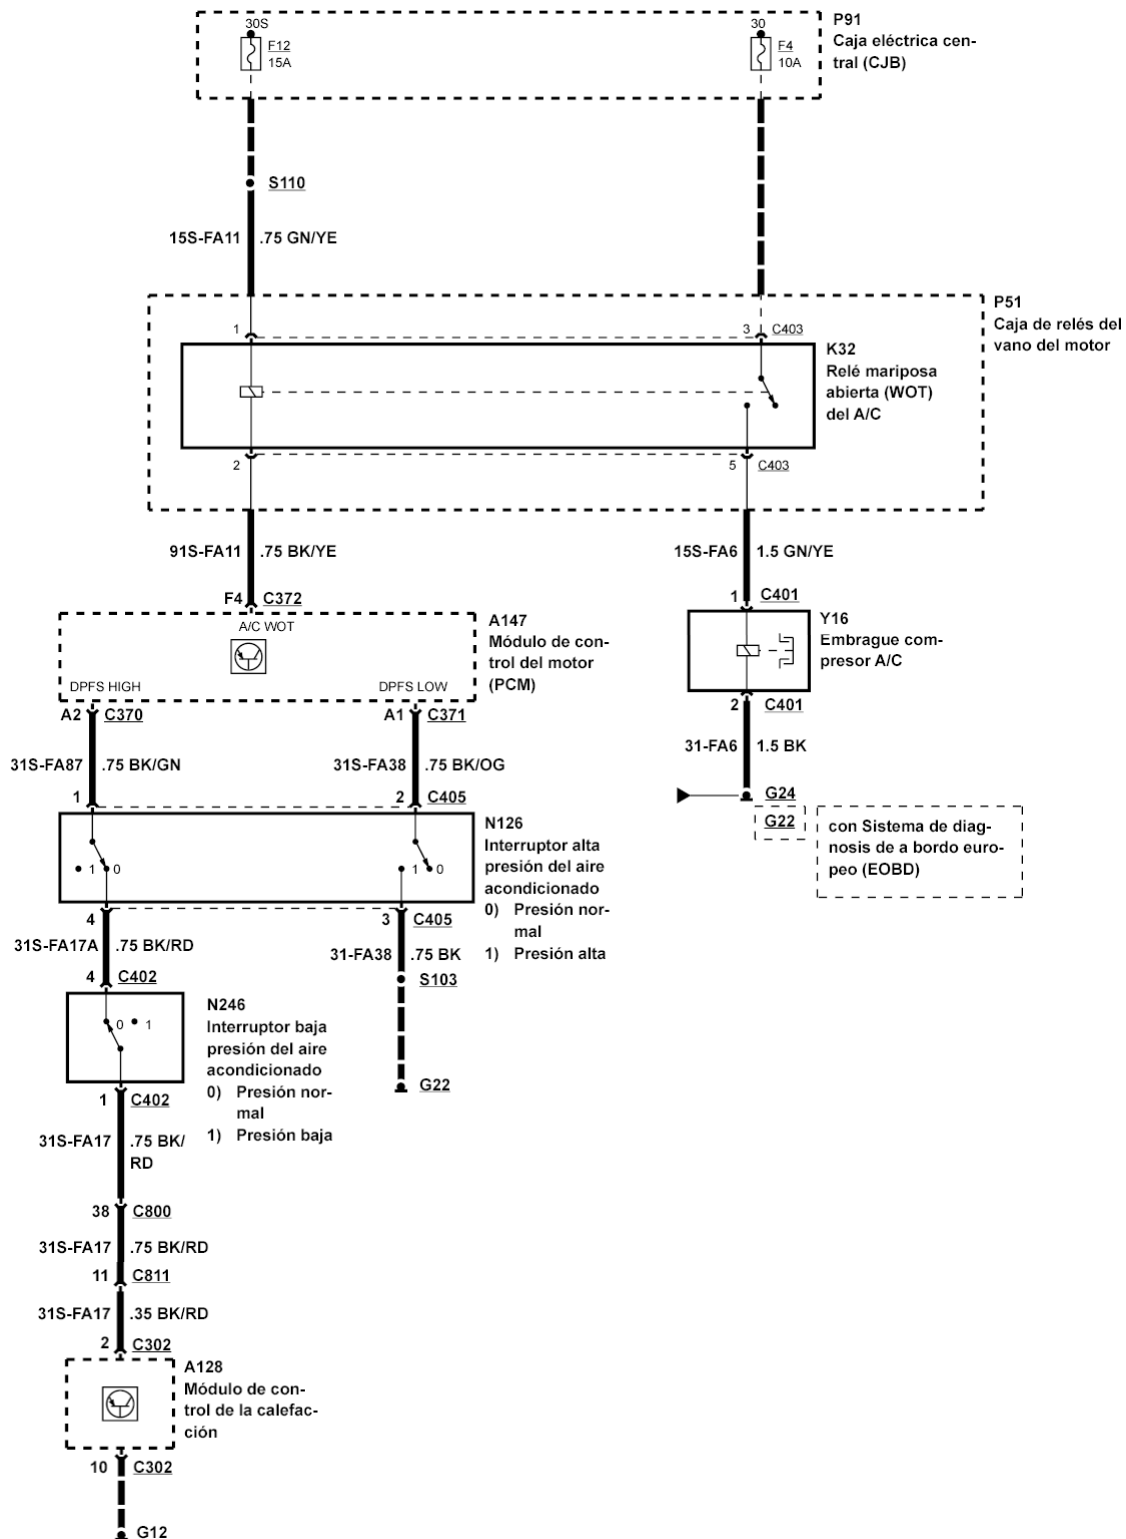 30S
F12
15A
30
F4
10A
P91
Caja eléctrica cen-
tral (CJB)
S110
15S-FA11 .75 GN/YE
P51
Caja de relés del
vano del motor
1
3 C403
K32
Relé mariposa
abierta (WOT)
del A/C
2
5 C403
91S-FA11 .75 BK/YE
15S-FA6 1.5 GN/YE
F4 C372
1 C401
A/C WOT
DPFS HIGH
DPFS LOW
A147
Módulo de con-
trol del motor
(PCM)
Y16
Embrague com-
presor A/C
A2 C370
A1 C371
2 C401
31S-FA87 .75 BK/GN
31S-FA38 .75 BK/OG
31-FA6 1.5 BK
1
2 C405
G24
G22
con Sistema de diag-
nosis de a bordo euro-
peo (EOBD)
1 0
1 0
N126
Interruptor alta
presión del aire
acondicionado
0) Presión nor-
mal
1) Presión alta
4
3 C405
31S-FA17A .75 BK/RD
31-FA38 .75 BK
4 C402
S103
0 1
N246
Interruptor baja
presión del aire
acondicionado
0) Presión nor-
mal
1) Presión baja
G22
1 C402
31S-FA17 .75 BK/
RD
38 C800
31S-FA17 .75 BK/RD
11 C811
31S-FA17 .35 BK/RD
2 C302
A128
Módulo de con-
trol de la calefac-
ción
10 C302
G12